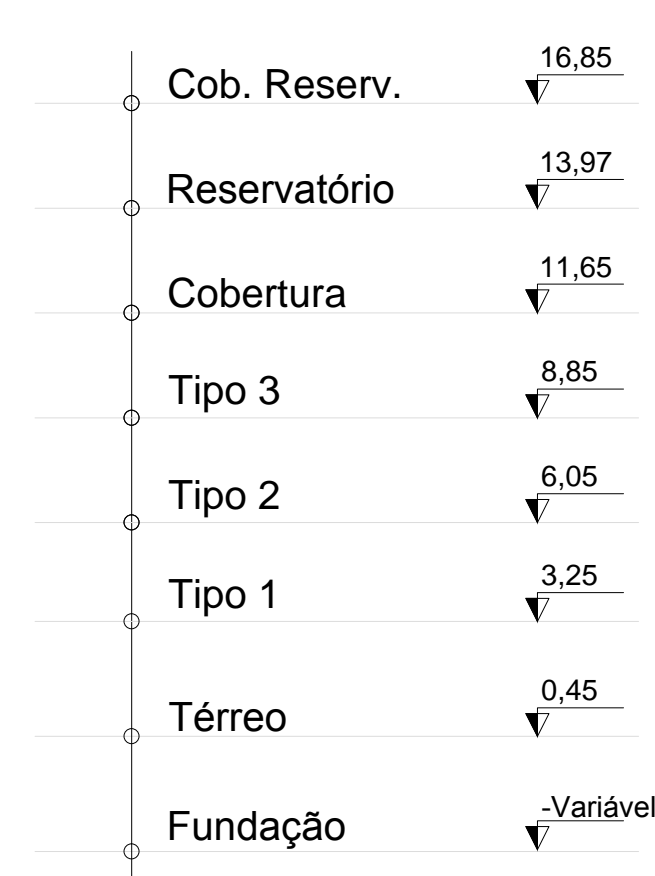 Cob. Reserv. 16,85
Reservatório 13,97
Cobertura 11,65
Tipo 3 8,85
Tipo 2 6,05
Tipo 1 3,25
Térreo 0,45
Fundação -Variável